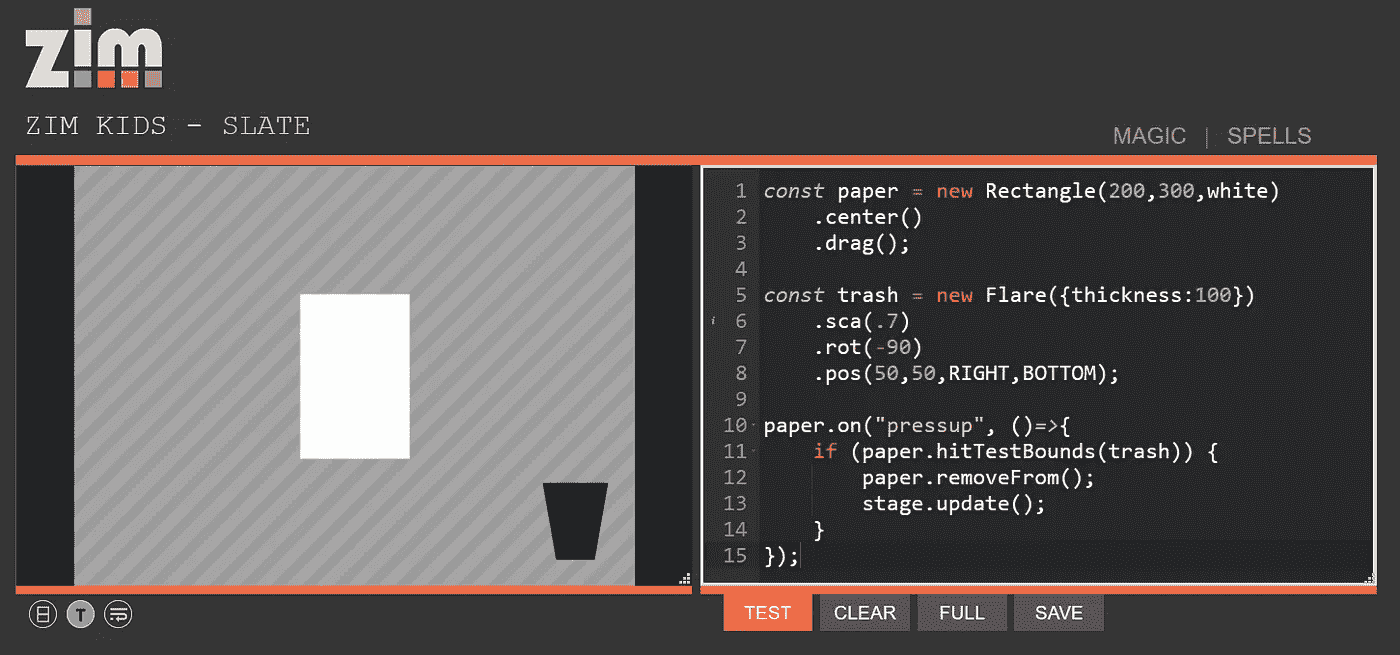 zim
ZIM KIDS - SLATE
MAGIC | SPELLS
1 const paper = new Rectangle(200,300,white)
2     .center()
3     .drag();
4
5 const trash = new Flare({thickness:100})
i 6     .sca(.7)
7     .rot(-90)
8     .pos(50,50,RIGHT,BOTTOM);
9
10 paper.on("pressup", ()=>{
11     if (paper.hitTestBounds(trash)) {
12         paper.removeFrom();
13         stage.update();
14     }
15 });
T
TEST CLEAR FULL SAVE